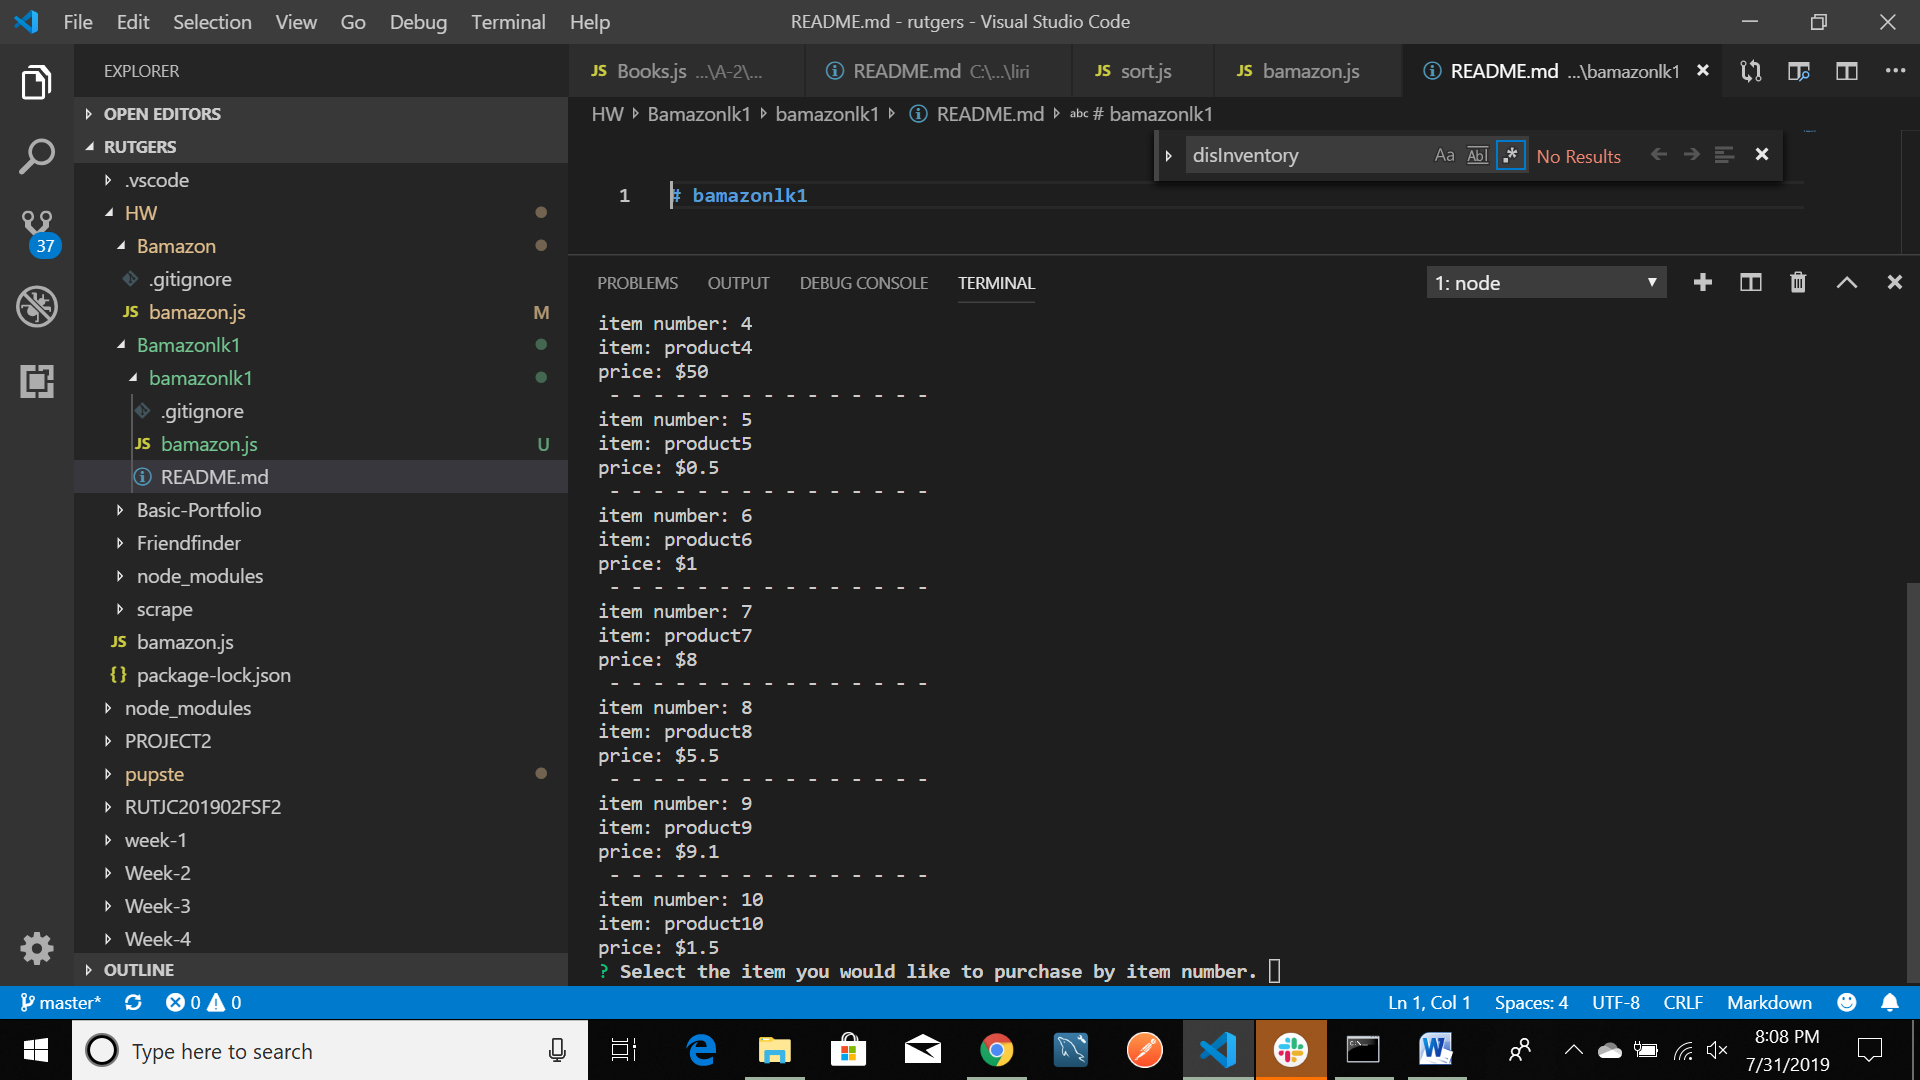 File Edit Selection View Go Debug Terminal Help README.md - rutgers - Visual Studio Code
EXPLORER
OPEN EDITORS
RUTGERS
.vscode
HW
Bamazon
.gitignore
JS bamazon.js M
Bamazonlk1
bamazonlk1
.gitignore
JS bamazon.js U
README.md
Basic-Portfolio
Friendfinder
node_modules
scrape
JS bamazon.js
{} package-lock.json
node_modules
PROJECT2
pupste
RUTJC201902FSF2
week-1
Week-2
Week-3
Week-4
OUTLINE
37
JS Books.js ...\A-2\... README.md C:\...\liri JS sort.js JS bamazon.js README.md ...\bamazonlk1
HW Bamazonlk1 bamazonlk1 README.md abc # bamazonlk1
disInventory Aa Abl .* No Results
1 # bamazonlk1
PROBLEMS OUTPUT DEBUG CONSOLE TERMINAL 1: node
item number: 4
item: product4
price: $50
- - - - - - - - - - - - - - -
item number: 5
item: product5
price: $0.5
- - - - - - - - - - - - - - -
item number: 6
item: product6
price: $1
- - - - - - - - - - - - - - -
item number: 7
item: product7
price: $8
- - - - - - - - - - - - - - -
item number: 8
item: product8
price: $5.5
- - - - - - - - - - - - - - -
item number: 9
item: product9
price: $9.1
- - - - - - - - - - - - - - -
item number: 10
item: product10
price: $1.5
? Select the item you would like to purchase by item number.
master* 0 0 Ln 1, Col 1 Spaces: 4 UTF-8 CRLF Markdown
Type here to search
8:08 PM
7/31/2019